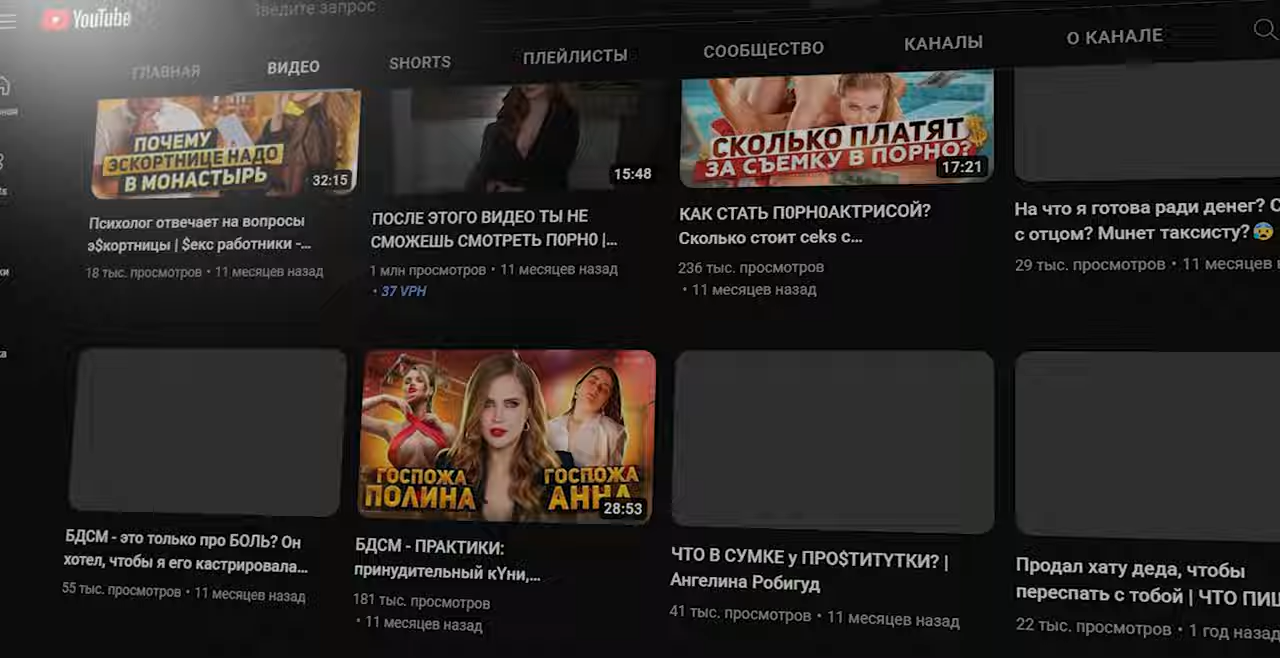 YouTube
Введите запрос
ГЛАВНАЯ
ВИДЕО
SHORTS
ПЛЕЙЛИСТЫ
СООБЩЕСТВО
КАНАЛЫ
О КАНАЛЕ
ПОЧЕМУ
ЭСКОРТНИЦЕ НАДО
В МОНАСТЫРЬ
32:15
15:48
СКОЛЬКО ПЛАТЯТ
ЗА СЪЕМКУ В ПОРНО?
17:21
Психолог отвечает на вопросы
э$кортницы | $екс работники -...
18 тыс. просмотров • 11 месяцев назад
ПОСЛЕ ЭТОГО ВИДЕО ТЫ НЕ
СМОЖЕШЬ СМОТРЕТЬ П0РН0 |...
1 млн просмотров • 11 месяцев назад
• 37 VPH
КАК СТАТЬ П0РН0АКТРИСОЙ?
Сколько стоит сеks с...
236 тыс. просмотров
• 11 месяцев назад
На что я готова ради денег? С
с отцом? Мuнет таксисту? 😰
29 тыс. просмотров • 11 месяцев
ГОСПОЖА
ПОЛИНА
ГОСПОЖА
АННА
28:53
БДСМ - это только про БОЛЬ? Он
хотел, чтобы я его кастрировала...
55 тыс. просмотров • 11 месяцев назад
БДСМ - ПРАКТИКИ:
принудительный кYни,...
181 тыс. просмотров
• 11 месяцев назад
ЧТО В СУМКЕ у ПРО$ТИТYТКИ? |
Ангелина Робигуд
41 тыс. просмотров • 11 месяцев назад
Продал хату деда, чтобы
переспать с тобой | ЧТО ПИШ
22 тыс. просмотров • 1 год назад